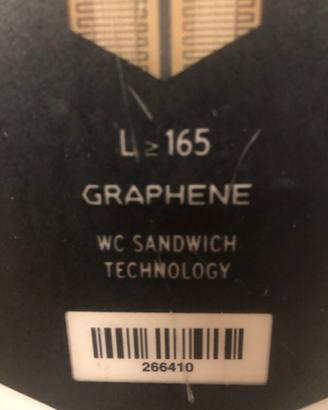 L ≥ 165
GRAPHENE
WC SANDWICH
TECHNOLOGY
266410